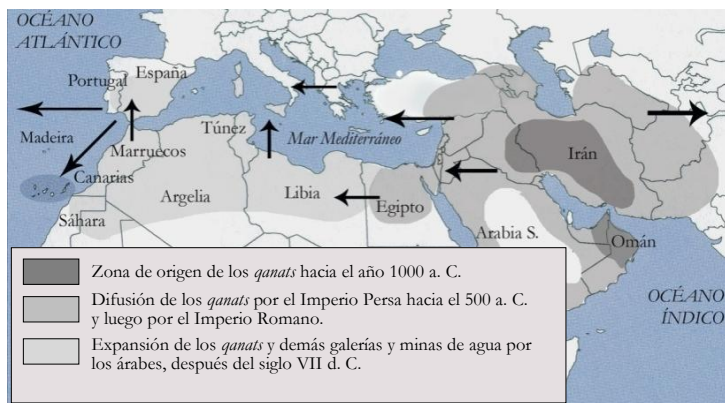 OCÉANO
ATLÁNTICO
Portugal
España
Madeira
Marruecos
Túnez
Mar Mediterráneo
Canarias
Sáhara
Argelia
Libia
Egipto
Irán
Arabia S.
Omán
OCÉANO
ÍNDICO
Zona de origen de los qanats hacia el año 1000 a. C.
Difusión de los qanats por el Imperio Persa hacia el 500 a. C.
y luego por el Imperio Romano.
Expansión de los qanats y demás galerías y minas de agua por
los árabes, después del siglo VII d. C.